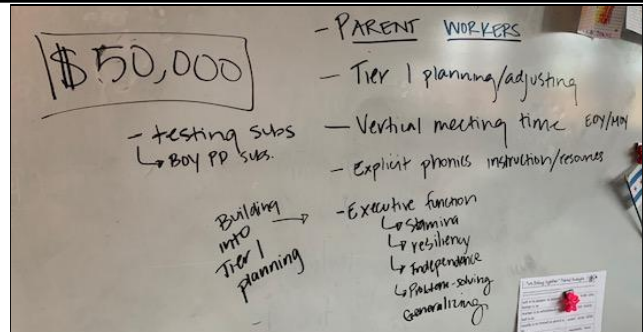 $50,000
- testing subs
↳ BOY PD subs.
- PARENT WORKERS
- Tier 1 planning/adjusting
- Vertical meeting time EOY/MOY
- Explicit phonics instruction/resources
- Executive function
↳ Stamina
↳ resiliency
↳ Independence
↳ Problem-solving
Generalizing
Building
into
Tier 1
planning
→